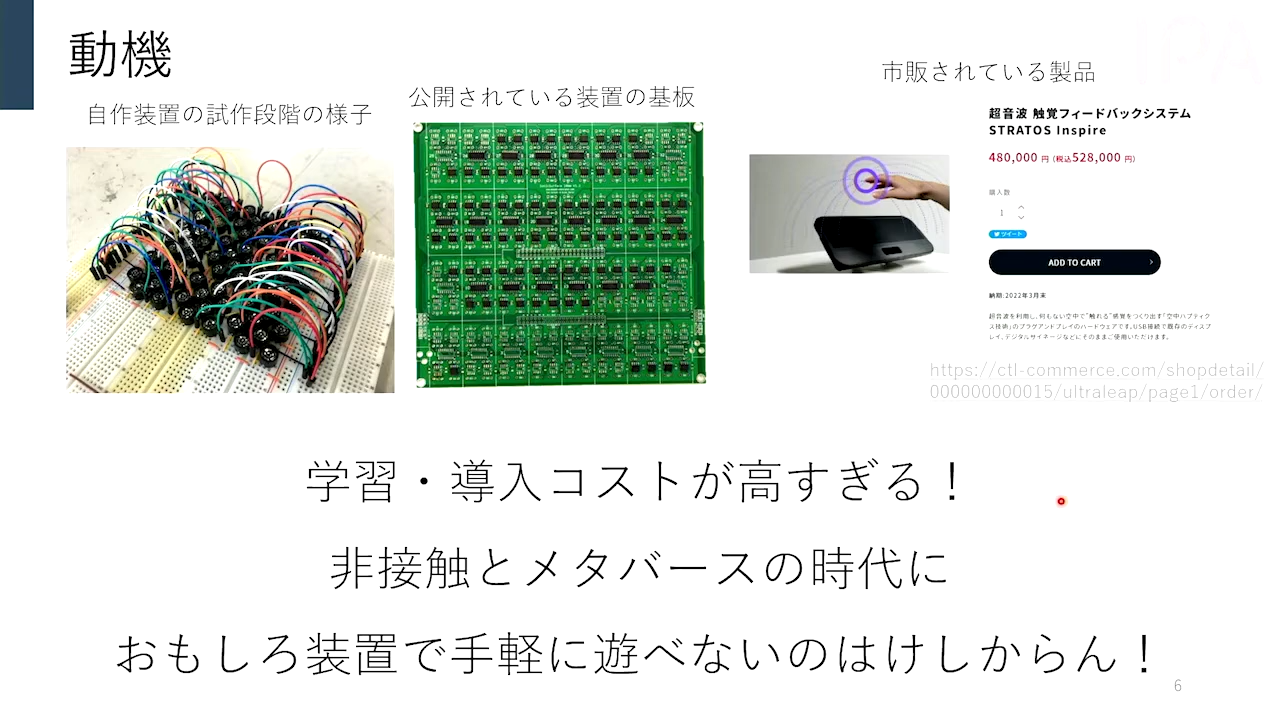 IPA
動機
自作装置の試作段階の様子
公開されている装置の基板
市販されている製品
超音波 触覚フィードバックシステム
STRATOS Inspire
480,000 円 (税込528,000 円)
購入数
1
ツイート
ADD TO CART
納期:2022年3月末
超音波を利用し、何もない空中で"触れる"感覚をつくり出す「空中ハプティク
ス技術」のプラグアンドプレイのハードウェアです。USB接続で既存のディスプ
レイ、デジタルサイネージなどにそのままご使用いただけます。
https://ctl-commerce.com/shopdetail/
000000000015/ultraleap/page1/order/
学習・導入コストが高すぎる！
非接触とメタバースの時代に
おもしろ装置で手軽に遊べないのはけしからん！
6